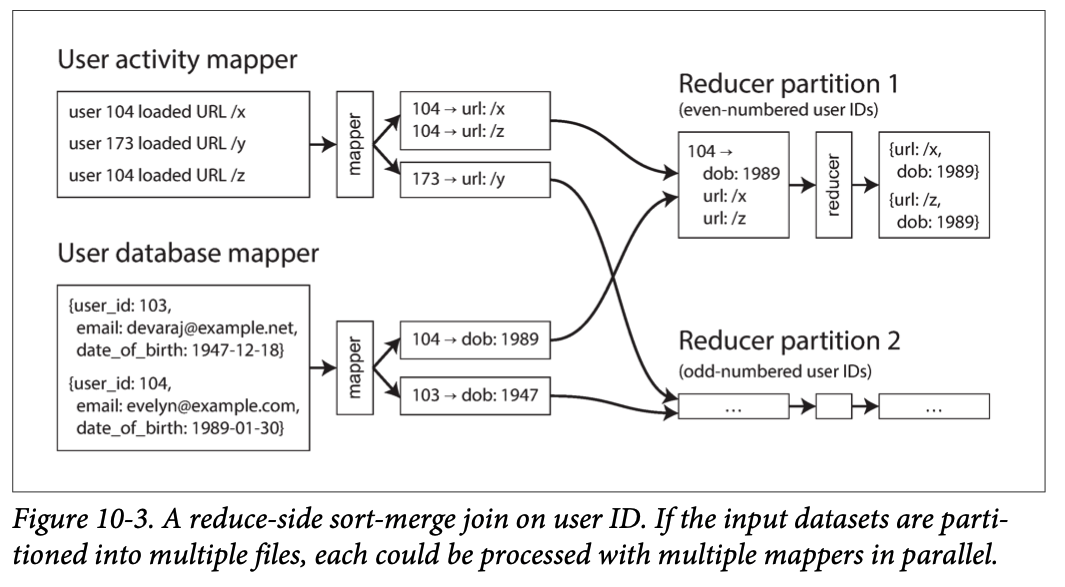 User activity mapper
user 104 loaded URL /x
user 173 loaded URL /y
user 104 loaded URL /z
mapper
104 → url: /x
104 → url: /z
173 → url: /y
User database mapper
{user_id: 103,
email: devaraj@example.net,
date_of_birth: 1947-12-18}
{user_id: 104,
email: evelyn@example.com,
date_of_birth: 1989-01-30}
mapper
104 → dob: 1989
103 → dob: 1947
Reducer partition 1
(even-numbered user IDs)
104 →
dob: 1989
url: /x
url: /z
reducer
{url: /x,
dob: 1989}
{url: /z,
dob: 1989}
Reducer partition 2
(odd-numbered user IDs)
...
...
Figure 10-3. A reduce-side sort-merge join on user ID. If the input datasets are parti-
tioned into multiple files, each could be processed with multiple mappers in parallel.